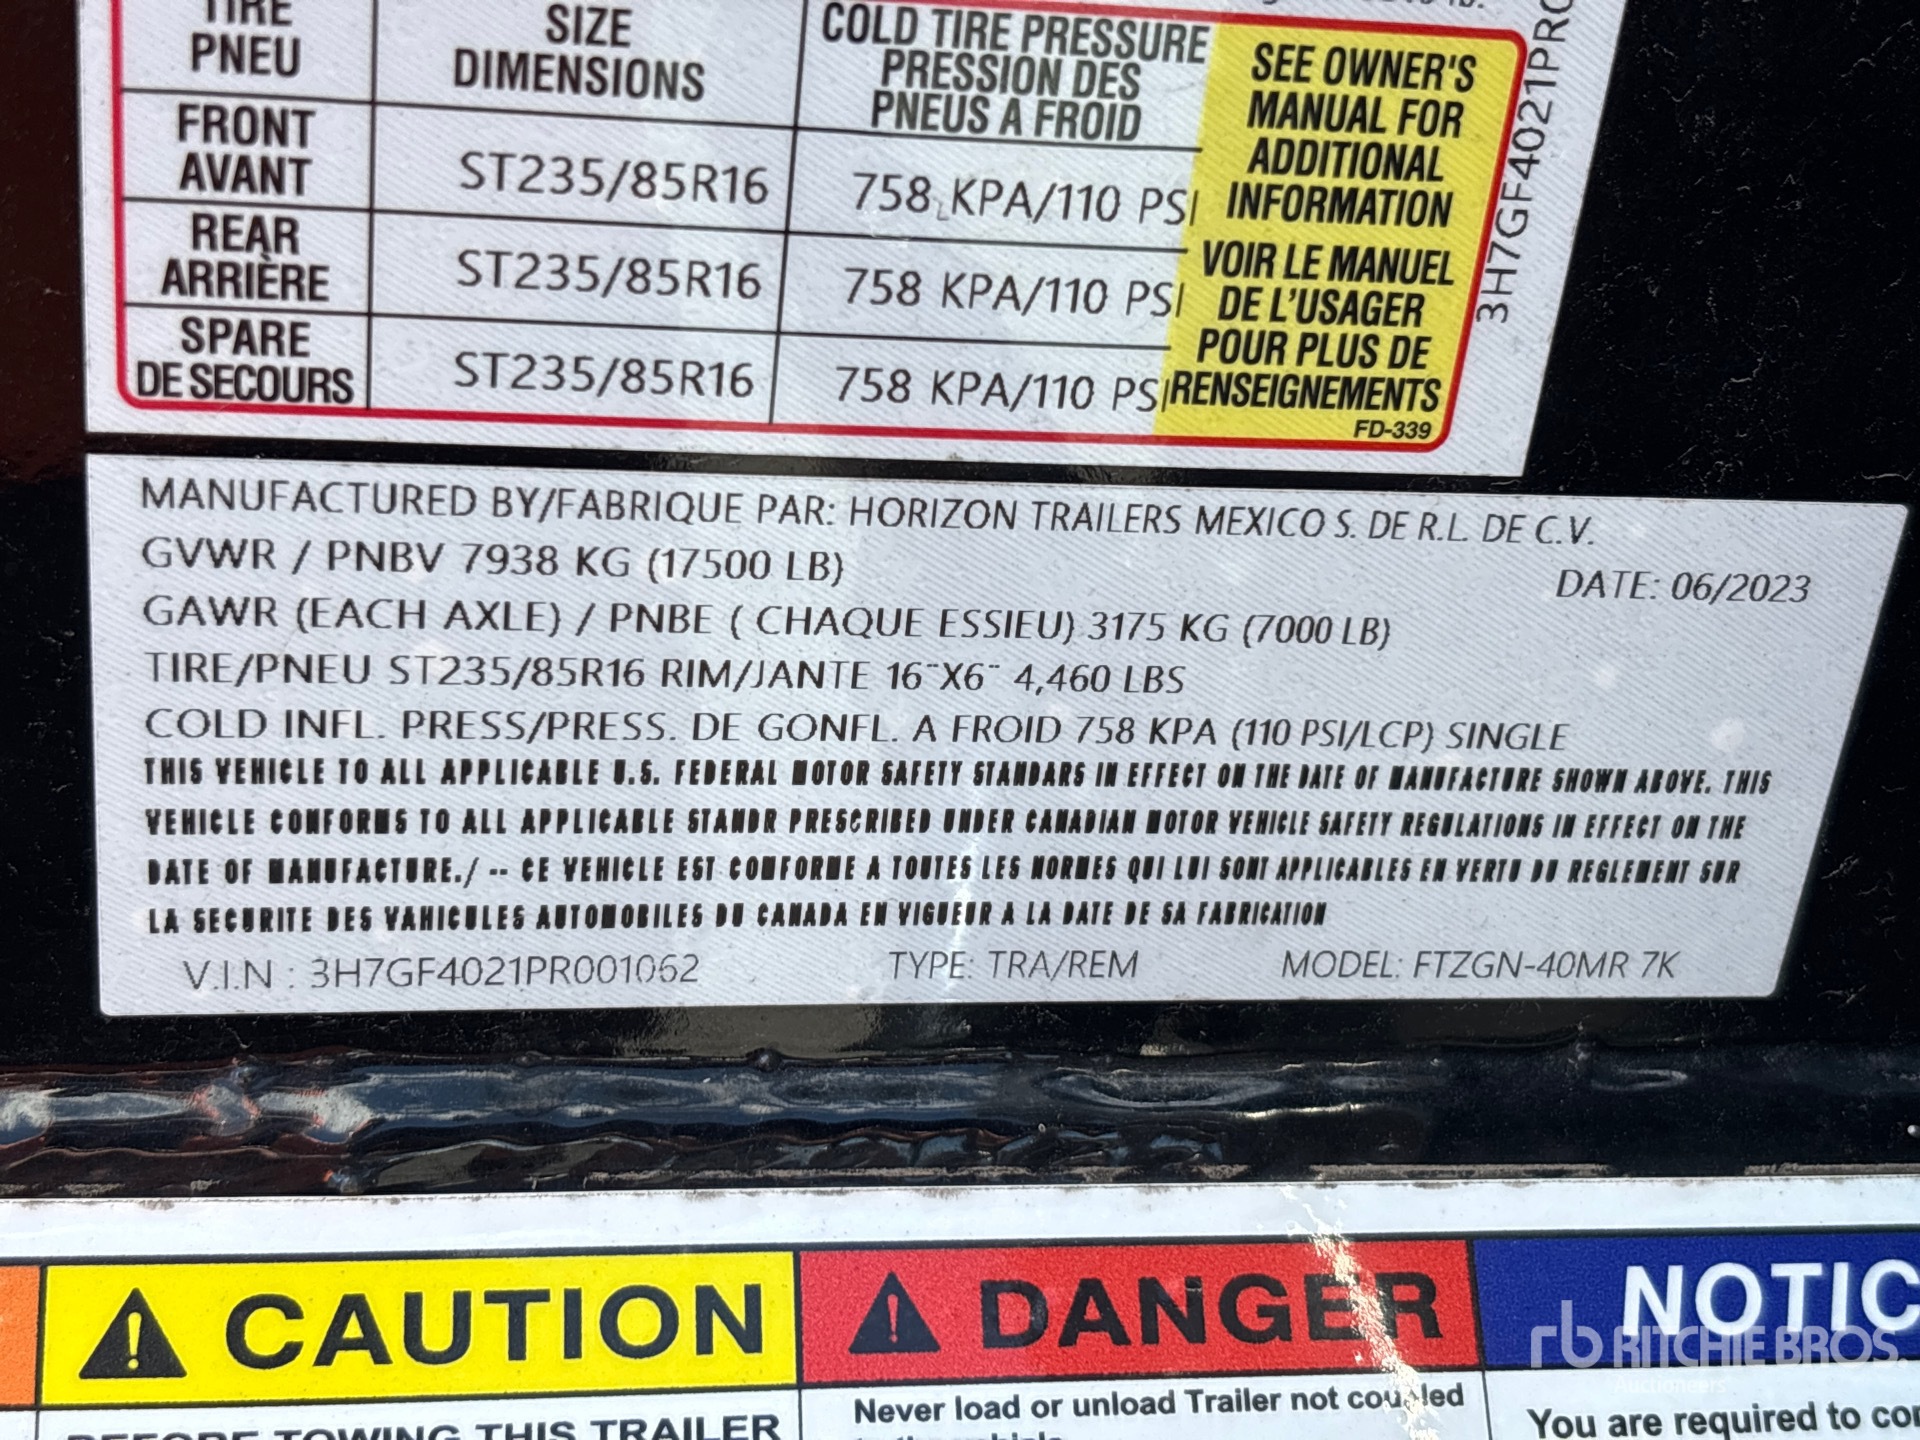 TIRE
PNEU
SIZE
DIMENSIONS
COLD TIRE PRESSURE
PRESSION DES
PNEUS A FROID
FRONT
AVANT
ST235/85R16
758 KPA/110 PSI
REAR
ARRIÈRE
ST235/85R16
758 KPA/110 PSI
SPARE
DE SECOURS
ST235/85R16
758 KPA/110 PSI
SEE OWNER'S
MANUAL FOR
ADDITIONAL
INFORMATION
VOIR LE MANUEL
DE L'USAGER
POUR PLUS DE
RENSEIGNEMENTS
FD-339
3H7GF4021PRO
MANUFACTURED BY/FABRIQUE PAR: HORIZON TRAILERS MEXICO S. DE R.L. DE C.V.
GVWR / PNBV 7938 KG (17500 LB)
DATE: 06/2023
GAWR (EACH AXLE) / PNBE ( CHAQUE ESSIEU) 3175 KG (7000 LB)
TIRE/PNEU ST235/85R16 RIM/JANTE 16"X6" 4,460 LBS
COLD INFL. PRESS/PRESS. DE GONFL. A FROID 758 KPA (110 PSI/LCP) SINGLE
THIS VEHICLE TO ALL APPLICABLE U.S. FEDERAL MOTOR SAFETY STANDARS IN EFFECT ON THE DATE OF MANUFACTURE SHOWN ABOVE. THIS
VEHICLE CONFORMS TO ALL APPLICABLE STANDR PRESCRIBED UNDER CANADIAN MOTOR VEHICLE SAFETY REGULATIONS IN EFFECT ON THE
DATE OF MANUFACTURE./ -- CE VEHICLE EST CONFORME A TOUTES LES NORMES QUI LUI SONT APPLICABLES EN VERTU DU REGLEMENT SUR
LA SECURITE DES VAHICULES AUTOMOBILES DU CANADA EN VIGUEUR A LA DATE DE SA FABRICATION
V.I.N : 3H7GF4021PR001062
TYPE: TRA/REM
MODEL: FTZGN-40MR 7K
CAUTION
DANGER
NOTIC
BEFORE TOWING THIS TRAILER
Never load or unload Trailer not coupled
You are required to con
rb RITCHIE BROS.
Auctioneers